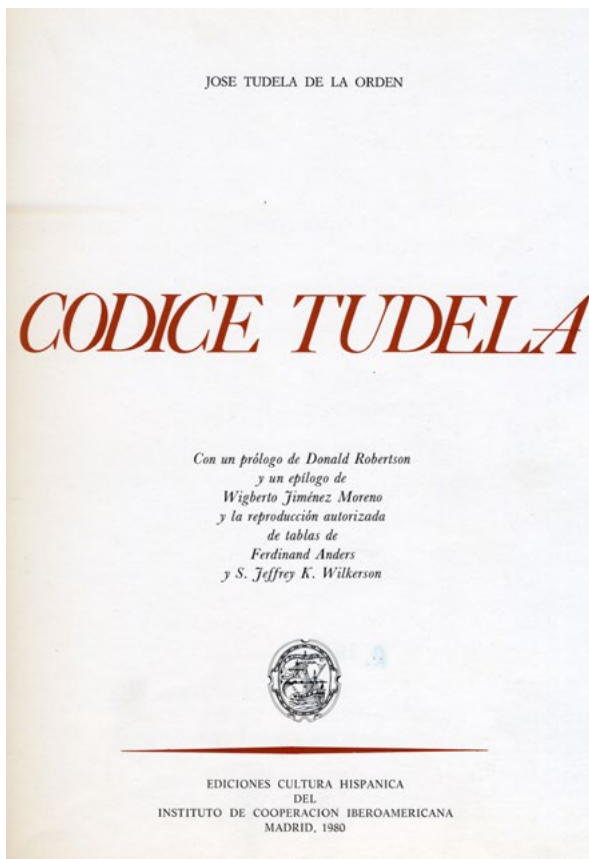 JOSE TUDELA DE LA ORDEN
CODICE TUDELA
Con un prólogo de Donald Robertson
y un epílogo de
Wigberto Jiménez Moreno
y la reproducción autorizada
de tablas de
Ferdinand Anders
y S. Jeffrey K. Wilkerson
EDICIONES CULTURA HISPANICA
DEL
INSTITUTO DE COOPERACION IBEROAMERICANA
MADRID, 1980